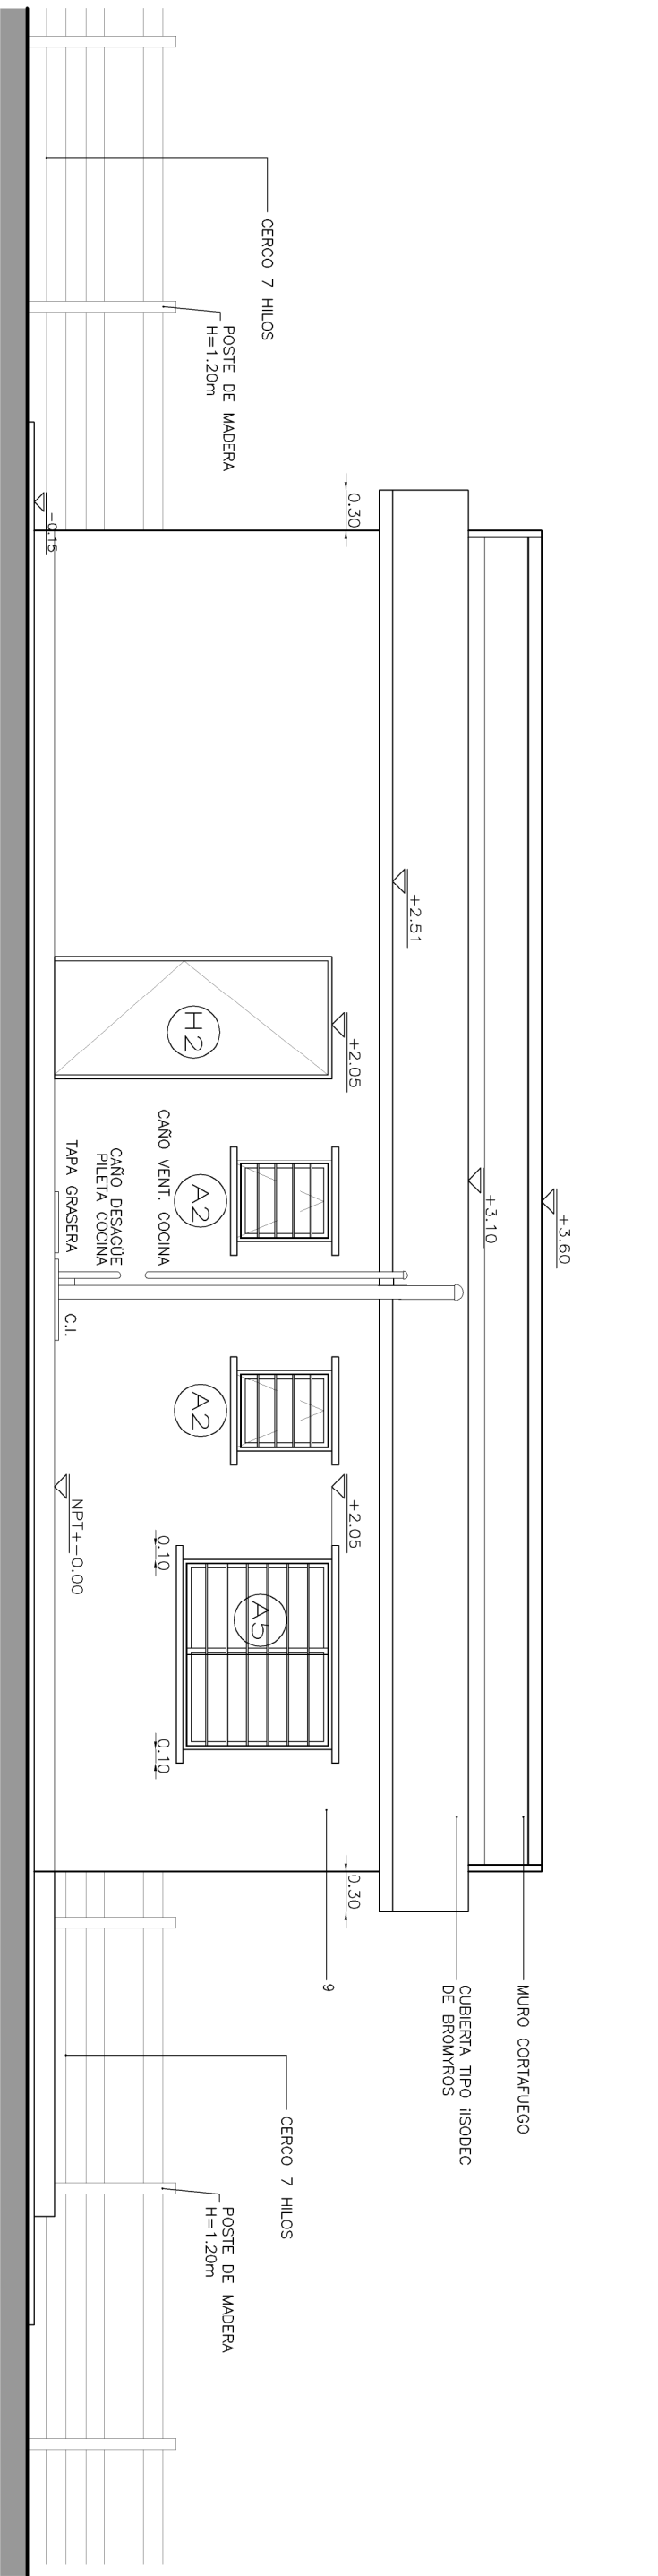 +3.60
+3.10
+2.51
MURO CORTAFUEGO
CUBIERTA TIPO iISODEC
DE BROMYROS
0.30
0.30
CERCO 7 HILOS
POSTE DE MADERA
H=1.20m
-0.15
+2.05
H2
A2
CAÑO VENT. COCINA
CAÑO DESAGÜE
PILETA COCINA
TAPA GRASERA
C.I.
A2
+2.05
NPT+-0.00
0.10
A5
0.10
9
CERCO 7 HILOS
POSTE DE MADERA
H=1.20m